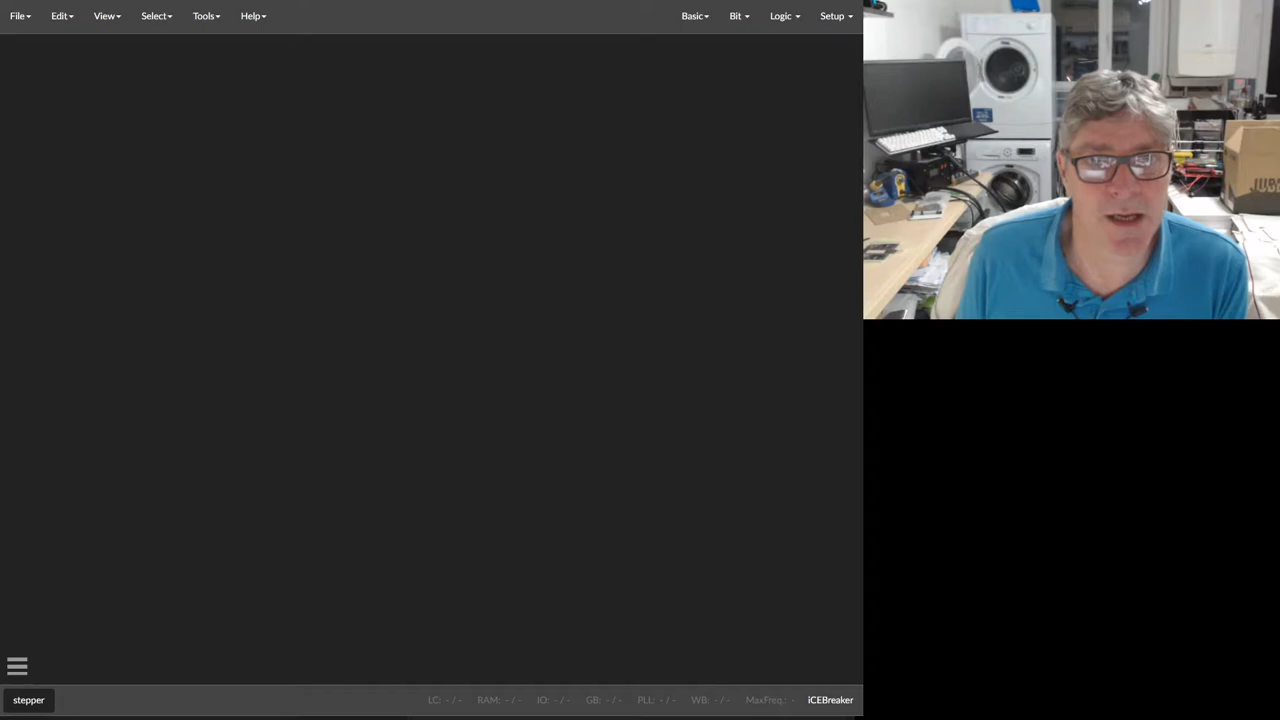 File Edit View Select Tools Help Basic Bit Logic Setup
stepper LC: - / - RAM: - / - IO: - / - GB: - / - PLL: - / - WB: - / - MaxFreq.: - iCEBreaker